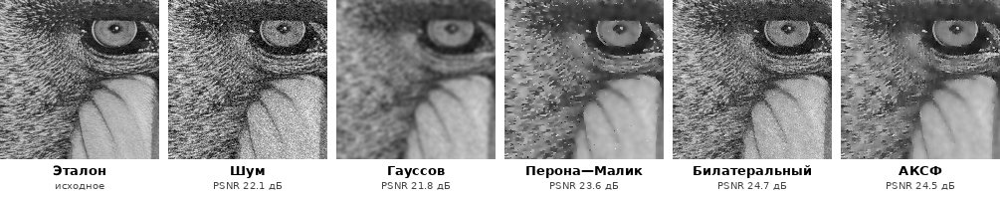 Эталон
исходное
Шум
PSNR 22.1 дБ
Гауссов
PSNR 21.8 дБ
Перона—Малик
PSNR 23.6 дБ
Билатеральный
PSNR 24.7 дБ
АКСФ
PSNR 24.5 дБ